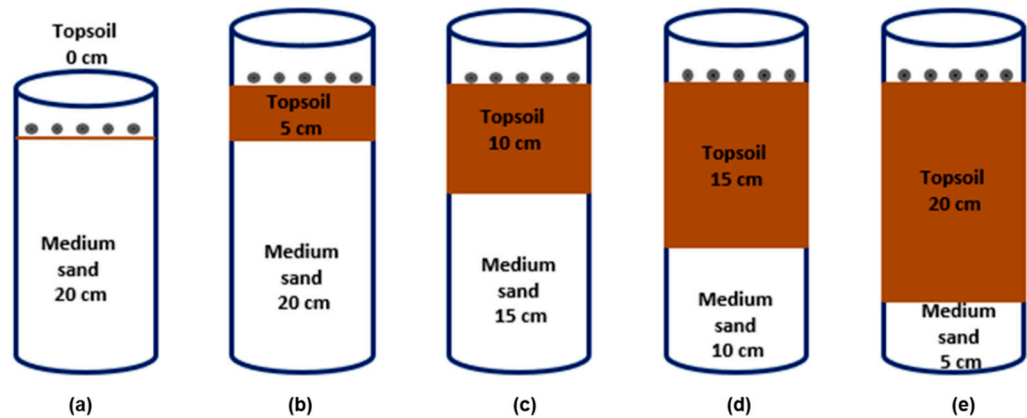 Topsoil
0 cm
Medium
sand
20 cm
(a)
Topsoil
5 cm
Medium
sand
20 cm
(b)
Topsoil
10 cm
Medium
sand
15 cm
(c)
Topsoil
15 cm
Medium
sand
10 cm
(d)
Topsoil
20 cm
Medium
sand
5 cm
(e)